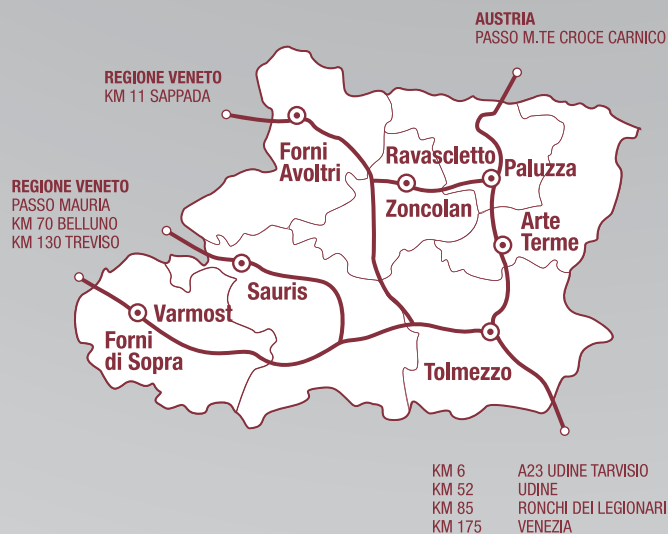 AUSTRIA
PASSO M.TE CROCE CARNICO
REGIONE VENETO
KM 11 SAPPADA
Forni
Avoltri
Ravascletto
Zoncolan
Paluzza
REGIONE VENETO
PASSO MAURIA
KM 70 BELLUNO
KM 130 TREVISO
Arte
Terme
Sauris
Varmost
Forni
di Sopra
Tolmezzo
KM 6 A23 UDINE TARVISIO
KM 52 UDINE
KM 85 RONCHI DEI LEGIONARI
KM 175 VENEZIA